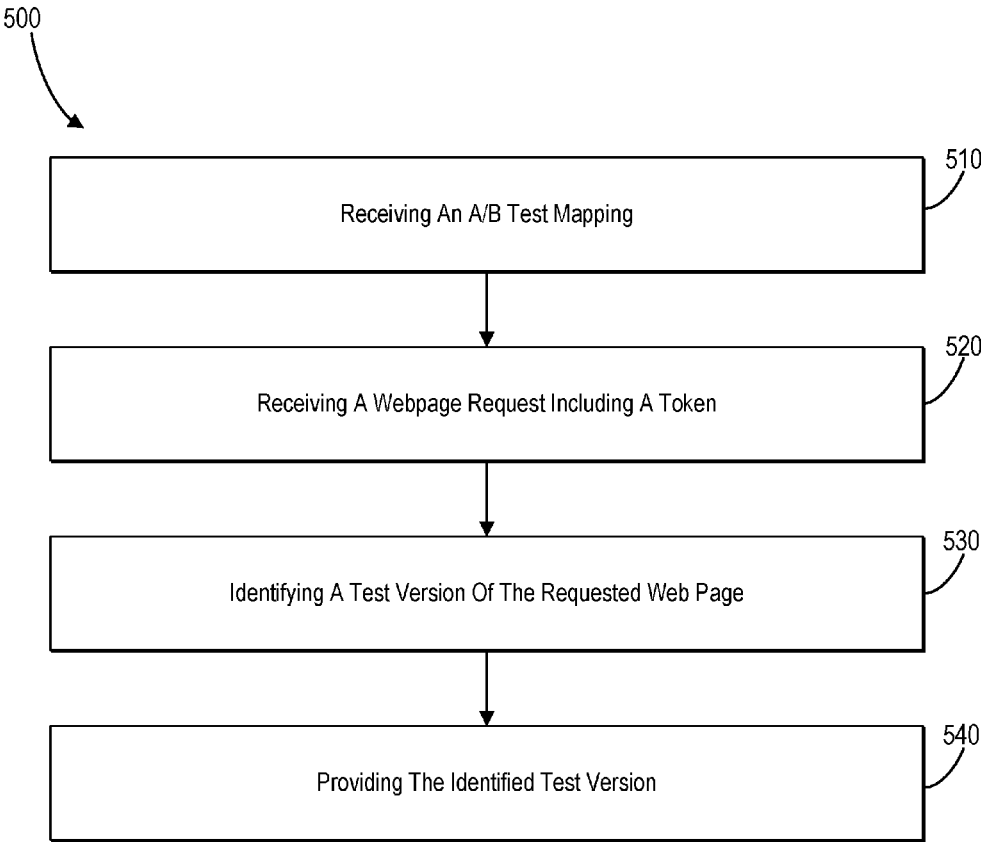 500
510
Receiving An A/B Test Mapping
520
Receiving A Webpage Request Including A Token
530
Identifying A Test Version Of The Requested Web Page
540
Providing The Identified Test Version